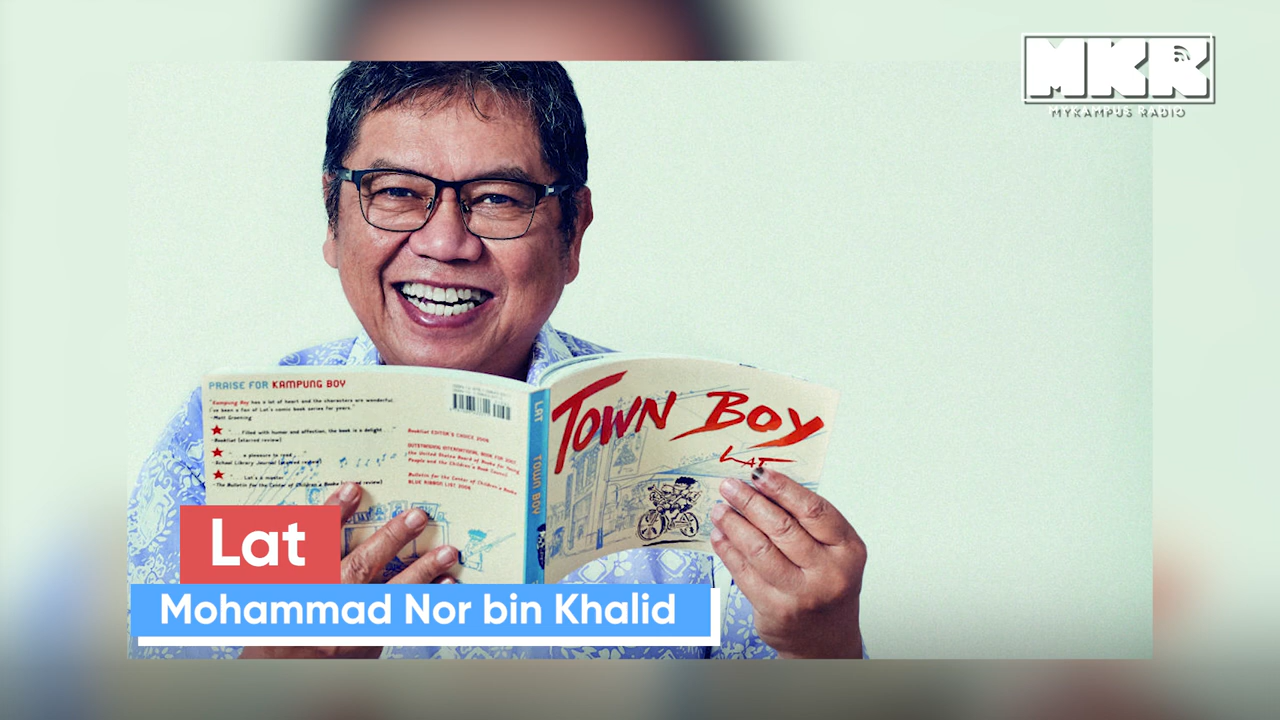 MKR
MYKAMPUS RADIO
PRAISE FOR KAMPUNG BOY
"Kampung Boy has a lot of heart and the characters are wonderful.
I've been a fan of Lat's comic book series for years."
-Matt Groening
"... Filled with humor and affection, the book is a delight ..."
-Booklist (starred review)
"... a pleasure to read
-School Library Journal (starred review)
"... Lat's a master
-The Bulletin for the Center of Children's Books (starred review)
Booklist EDITOR'S CHOICE
OUTSTANDING INTERNATIONAL BOOK FOR 2007
the United States Board of Books for Young
People and the Children's Book Council
Bulletin for the Center of Children's Books
BLUE RIBBON LIST
LAT
TOWN BOY
TOWN BOY
LAT
Lat
Mohammad Nor bin Khalid